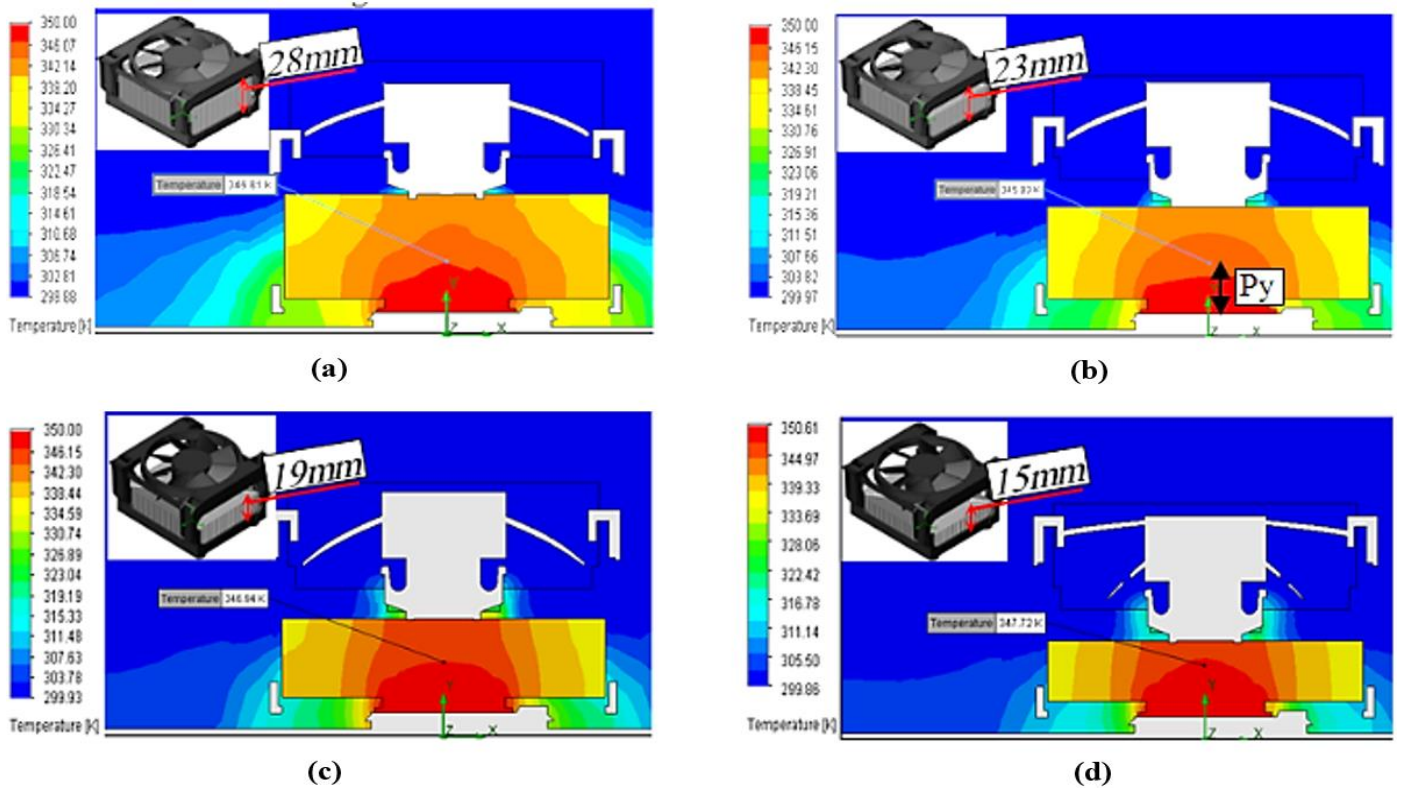 350.00
346.07
342.14
338.20
334.27
330.34
326.41
322.47
318.54
314.61
310.68
306.74
302.81
Temperature [K]
28mm
Temperature
Y
Z
X
(a)
350.00
346.15
342.30
338.45
334.61
330.76
326.91
323.06
319.21
315.36
311.51
307.66
303.82
299.97
Temperature [K]
23mm
Temperature
Py
Z
X
(b)
350.00
346.15
342.30
338.44
334.59
330.74
326.89
323.04
319.19
315.33
311.48
307.63
303.78
299.93
Temperature [K]
19mm
Temperature 346.94 K
Y
Z
X
(c)
350.61
344.97
339.33
333.69
328.05
322.42
316.78
311.14
305.50
299.86
Temperature [K]
15mm
Temperature 347.72 K
Y
Z
X
(d)